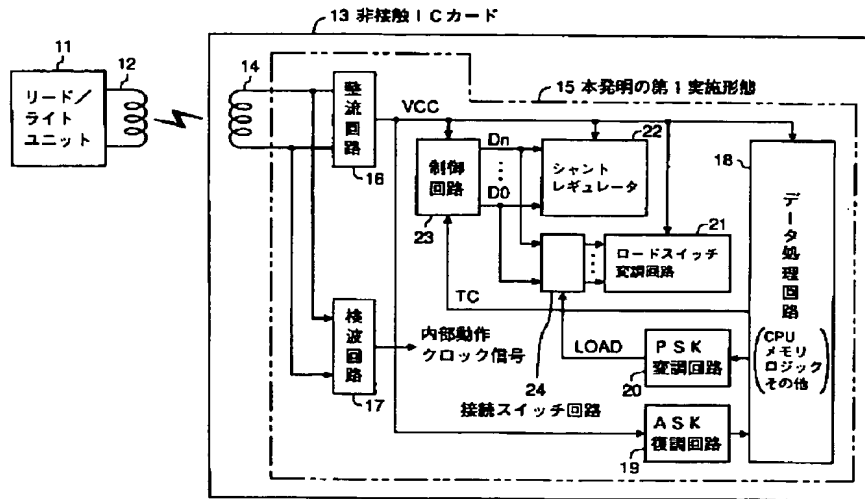 13 非接触ICカード
11
リード/
ライト
ユニット
12
14
整流
回路
16
VCC
15 本発明の第1実施形態
制御
回路
23
Dn
D0
22
シャント
レギュレータ
21
ロードスイッチ
変調回路
24
接続スイッチ回路
18
データ処理回路
(CPU
メモリ
ロジック
その他)
TC
LOAD
検波回路
17
内部動作
クロック信号
PSK
変調回路
20
ASK
復調回路
19